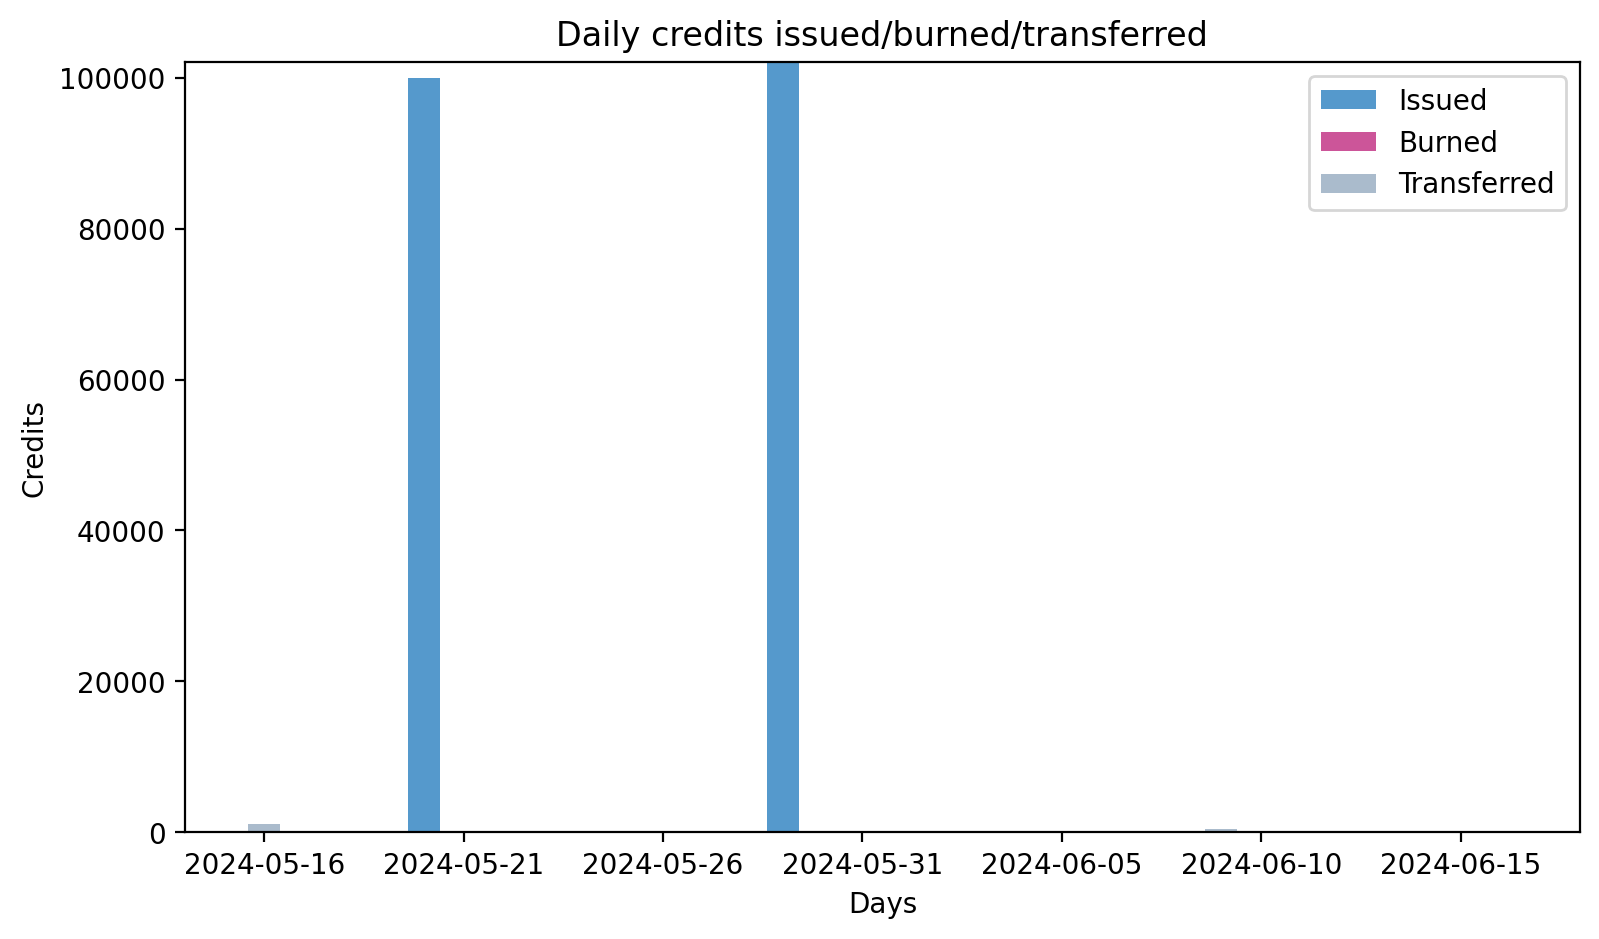 Daily credits issued/burned/transferred
100000
80000
60000
40000
20000
0
Credits
Issued
Burned
Transferred
2024-05-16 2024-05-21 2024-05-26 2024-05-31 2024-06-05 2024-06-10 2024-06-15
Days